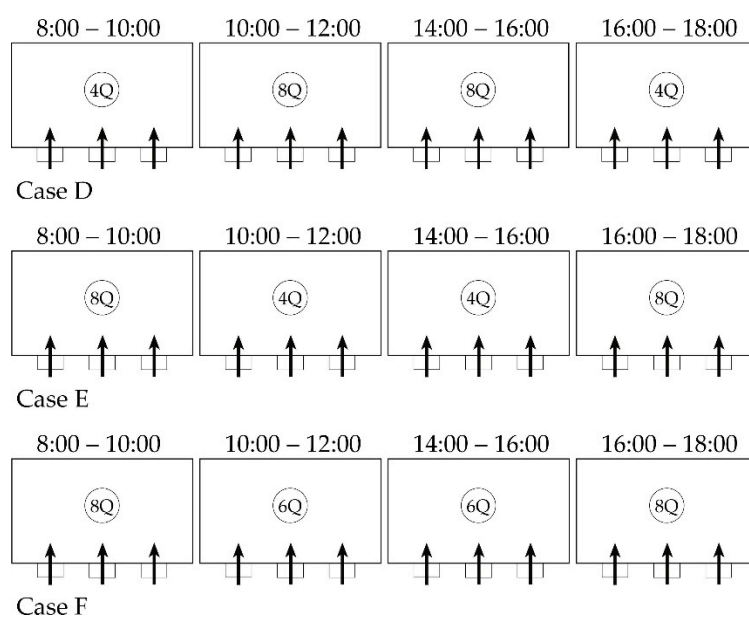 8:00 – 10:00 10:00 – 12:00 14:00 – 16:00 16:00 – 18:00
4Q 8Q 8Q 4Q
Case D
8:00 – 10:00 10:00 – 12:00 14:00 – 16:00 16:00 – 18:00
8Q 4Q 4Q 8Q
Case E
8:00 – 10:00 10:00 – 12:00 14:00 – 16:00 16:00 – 18:00
8Q 6Q 6Q 8Q
Case F